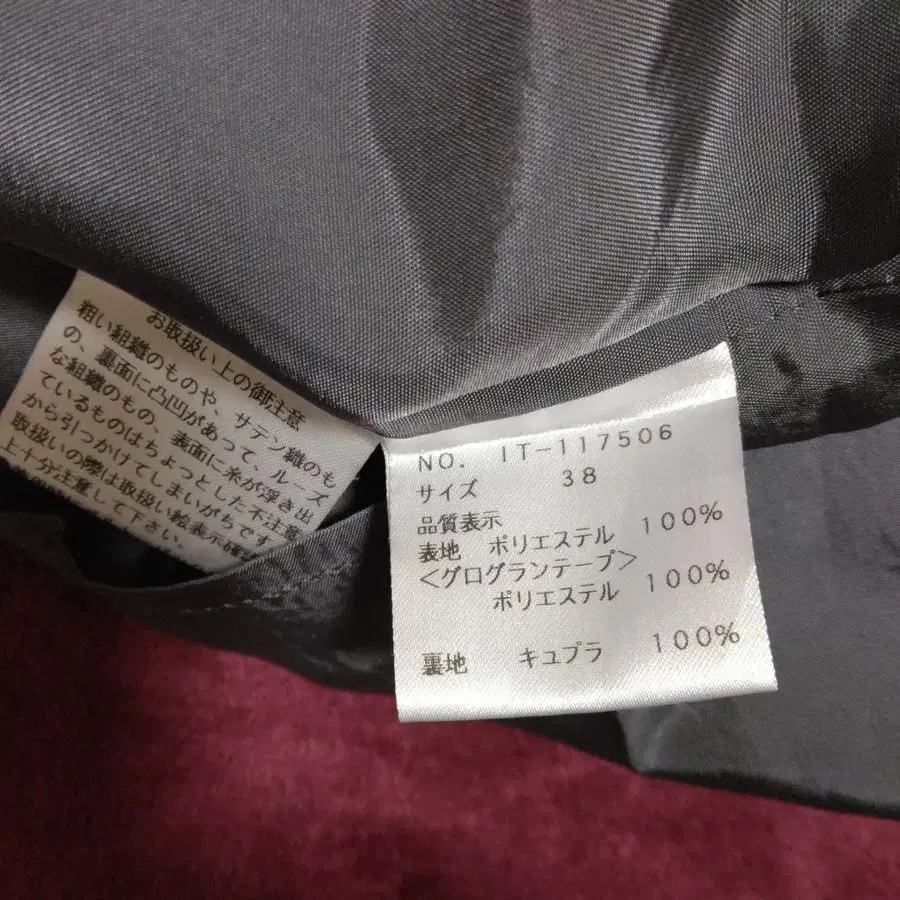 お取扱い上の御注意
粗い組織のものや、サテン織のも
の、裏面に凸凹があって、ルーズ
な組織のもの、表面に糸が浮き出
ているものはちょっとした不注意
から引っかけてしまいがちです
取扱いの際は取扱い絵表示確
上十分注意して下さい。
NO. IT-117506
サイズ 38
品質表示
表地 ポリエステル 100%
<グログランテープ>
ポリエステル 100%
裏地 キュプラ 100%